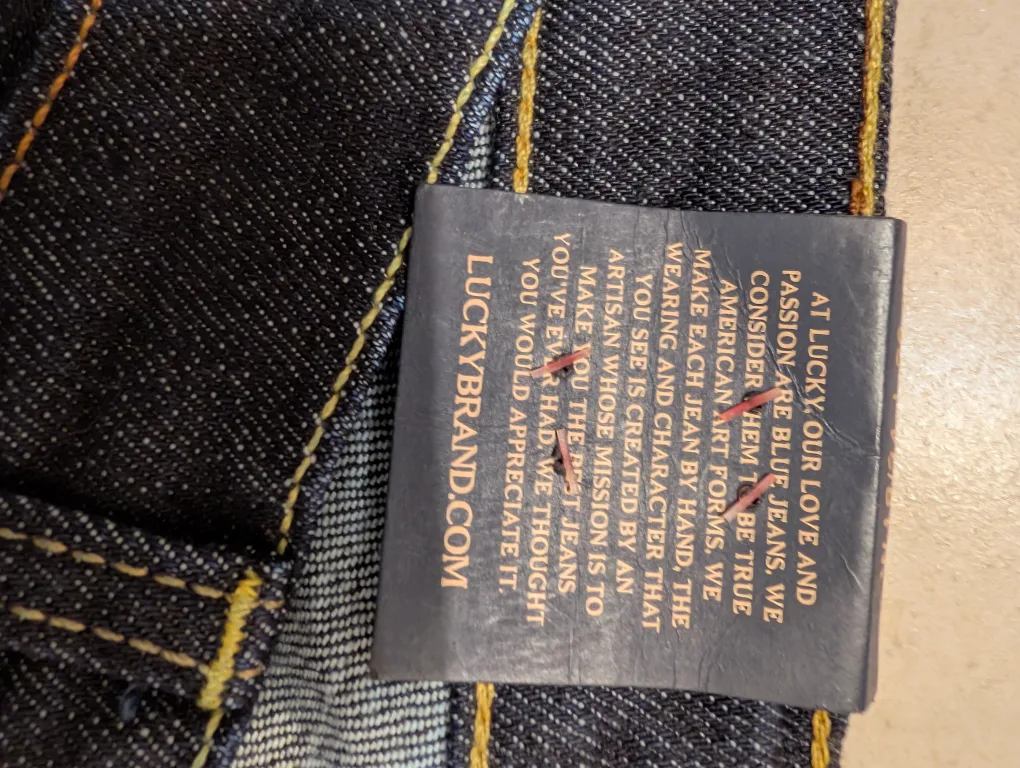 AT LUCKY, OUR LOVE AND
PASSION ARE BLUE JEANS. WE
CONSIDER THEM TO BE TRUE
AMERICAN ART FORMS. WE
MAKE EACH JEAN BY HAND, THE
WEARING AND CHARACTER THAT
YOU SEE IS CREATED BY AN
ARTISAN WHOSE MISSION IS TO
MAKE YOU THE BEST JEANS
YOU'VE EVER HAD. WE THOUGHT
YOU WOULD APPRECIATE IT.
LUCKYBRAND.COM